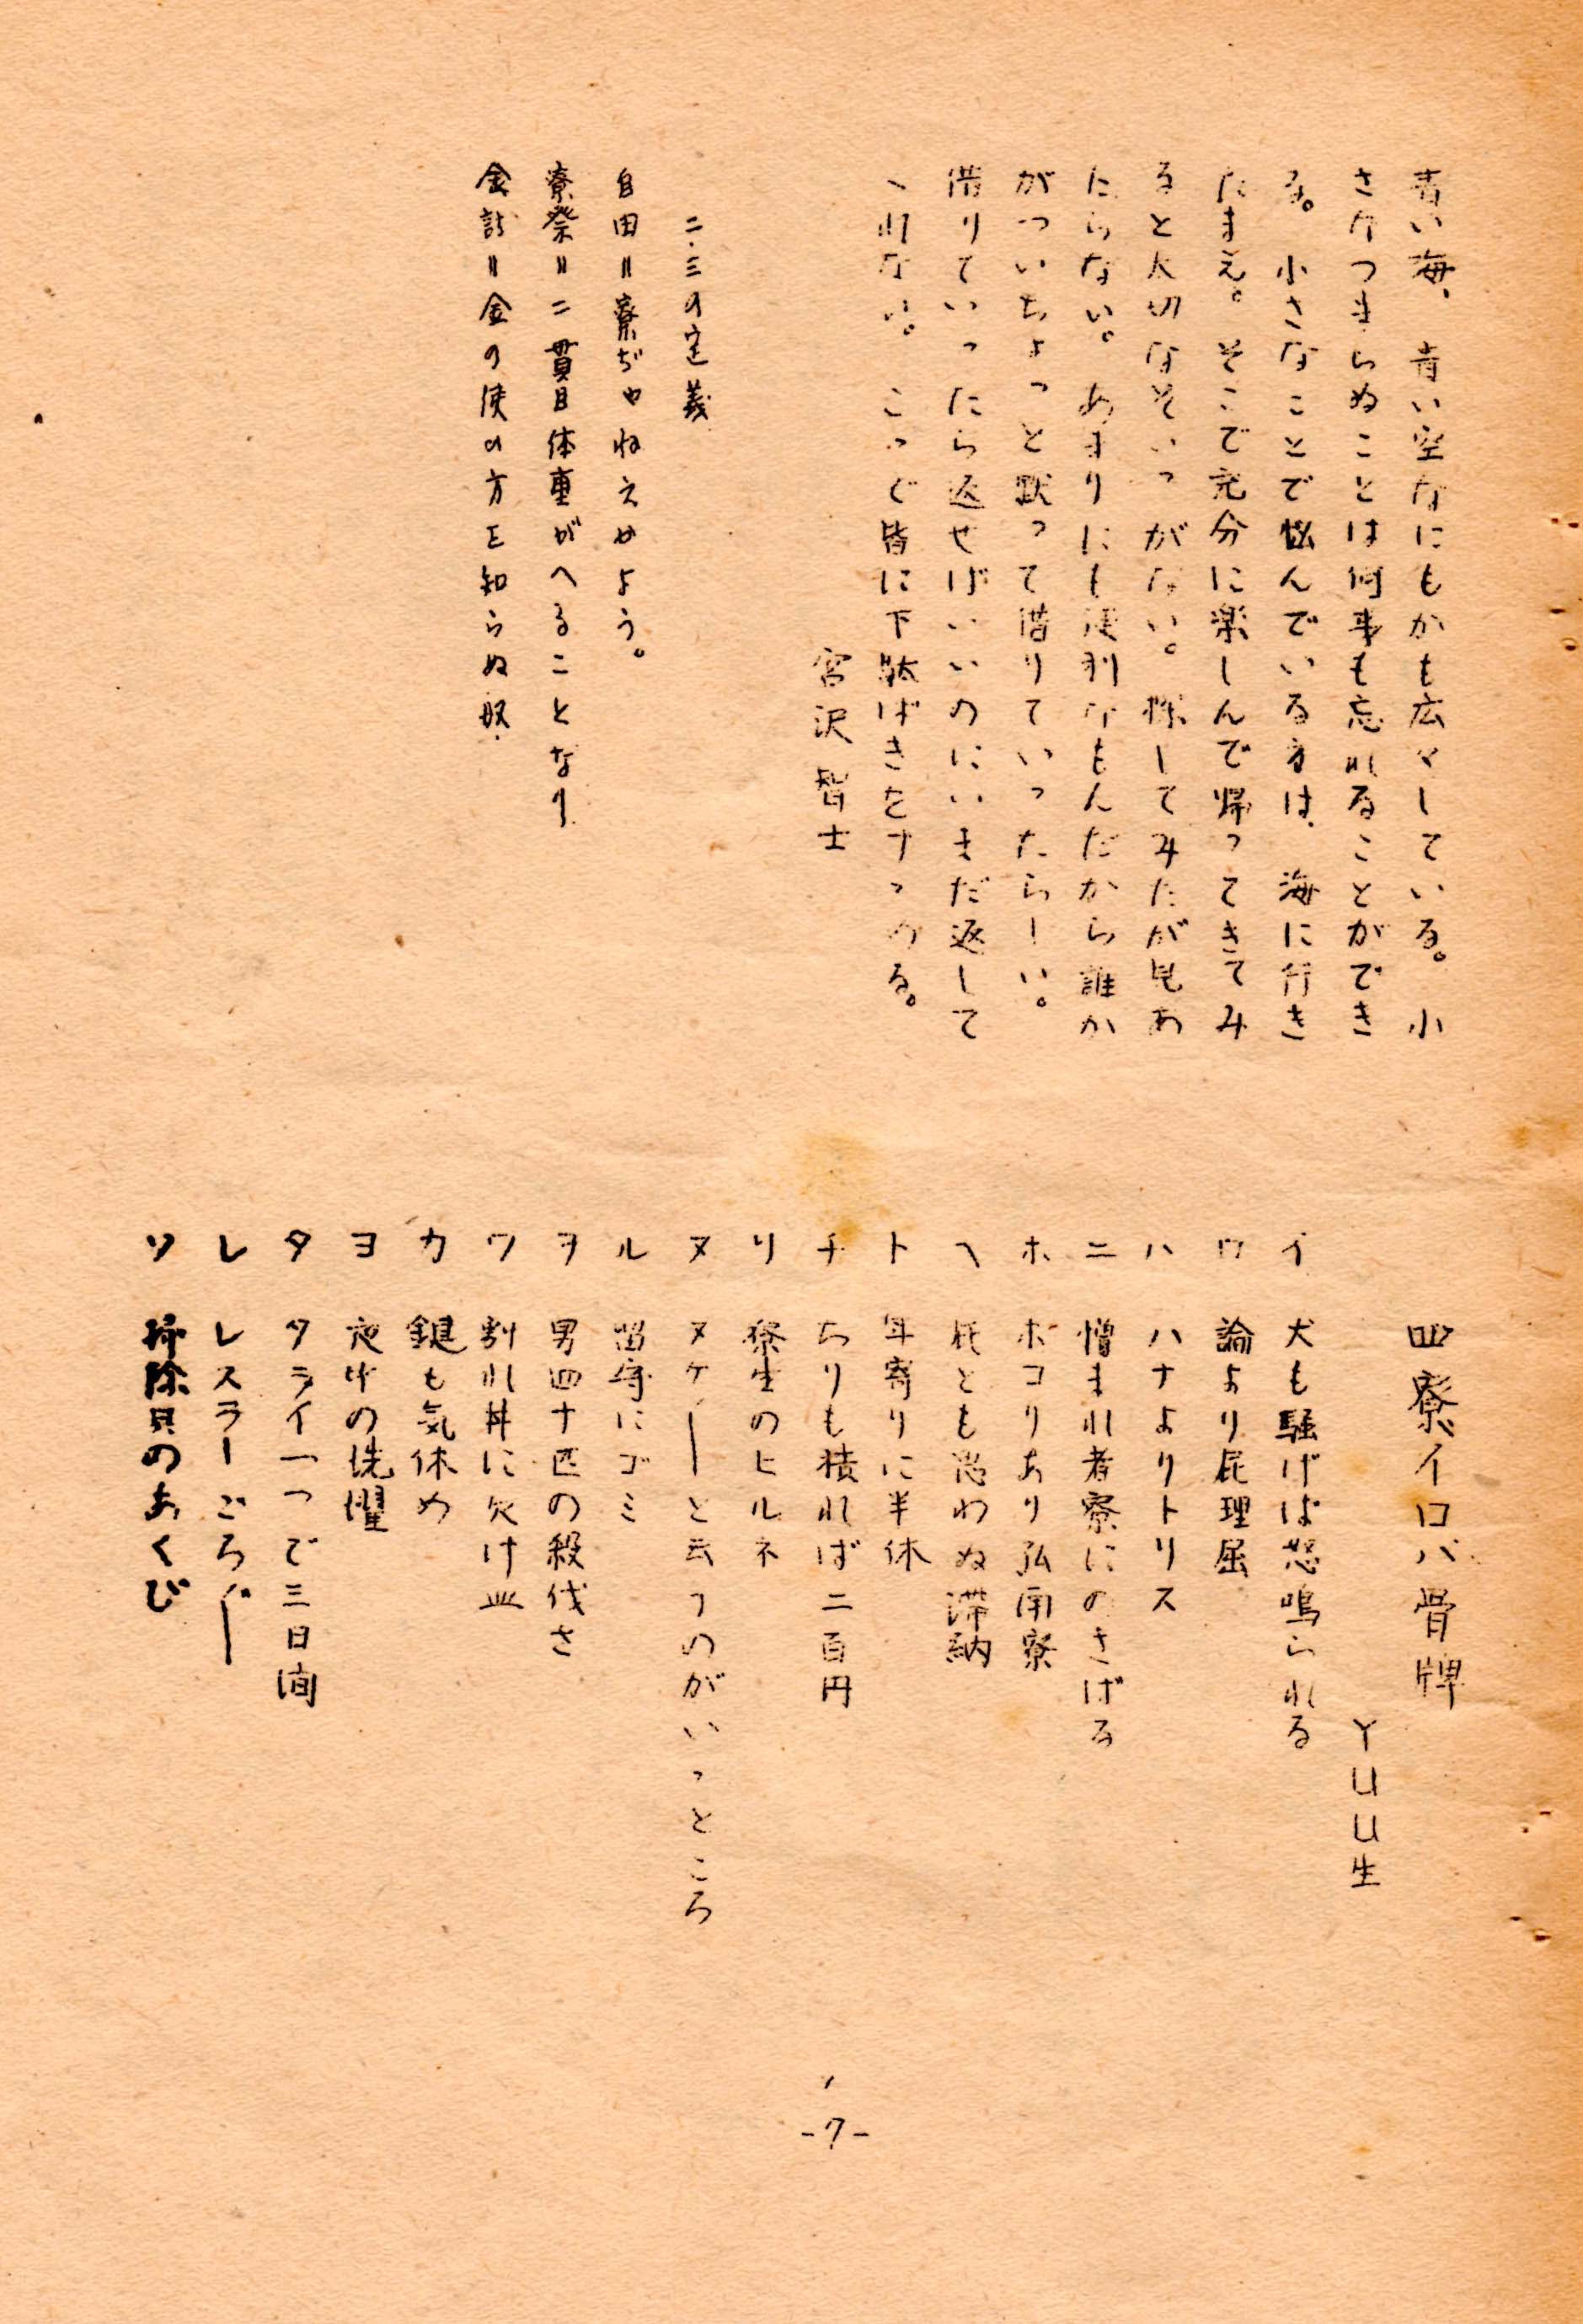 青い海、青い空なにもかも広々している。小
さなつまらぬことは何事も忘れることができ
る。小さなことで悩んでいる方は、海に行き
たまえ。そこで充分に楽しんで帰ってきてみ
ると大切なそいつがない。探してみたが見あ
たらない。あまりにも便利なもんだから誰か
がついちょっと黙って借りていったらしい。
借りていったら返せばいいのにいまだ返して
くれない。こゝで皆に下駄ばきをすゝめる。
宮沢智士
二・三の定義
自由＝寮ぢゃねえかよう。
寮祭＝二貫目体重がへることなり
会計＝金の使い方を知らぬ奴.
四寮イロハ骨牌
YUU生
イ 犬も騒げば怒鳴られる
ロ 論より屁理屈
ハ ハナよりトリス
ニ 憎まれ者寮にのさばる
ホ ホコりあり弘南寮
ヘ 屁とも思わぬ滞納
ト 年寄りに半休
チ ちりも積れば二百円
リ 寮生のヒルネ
ヌ ヌケーと云うのがいゝところ
ル 留守にゴミ
ヲ 男四十匹の殺伐さ
ワ 割れ丼に欠け皿
カ 鍵も気休め
ヨ 夜中の洗濯
タ タライ一つで三日間
レ レスラーごろ〲ー
ソ 掃除員のあくび
-7-